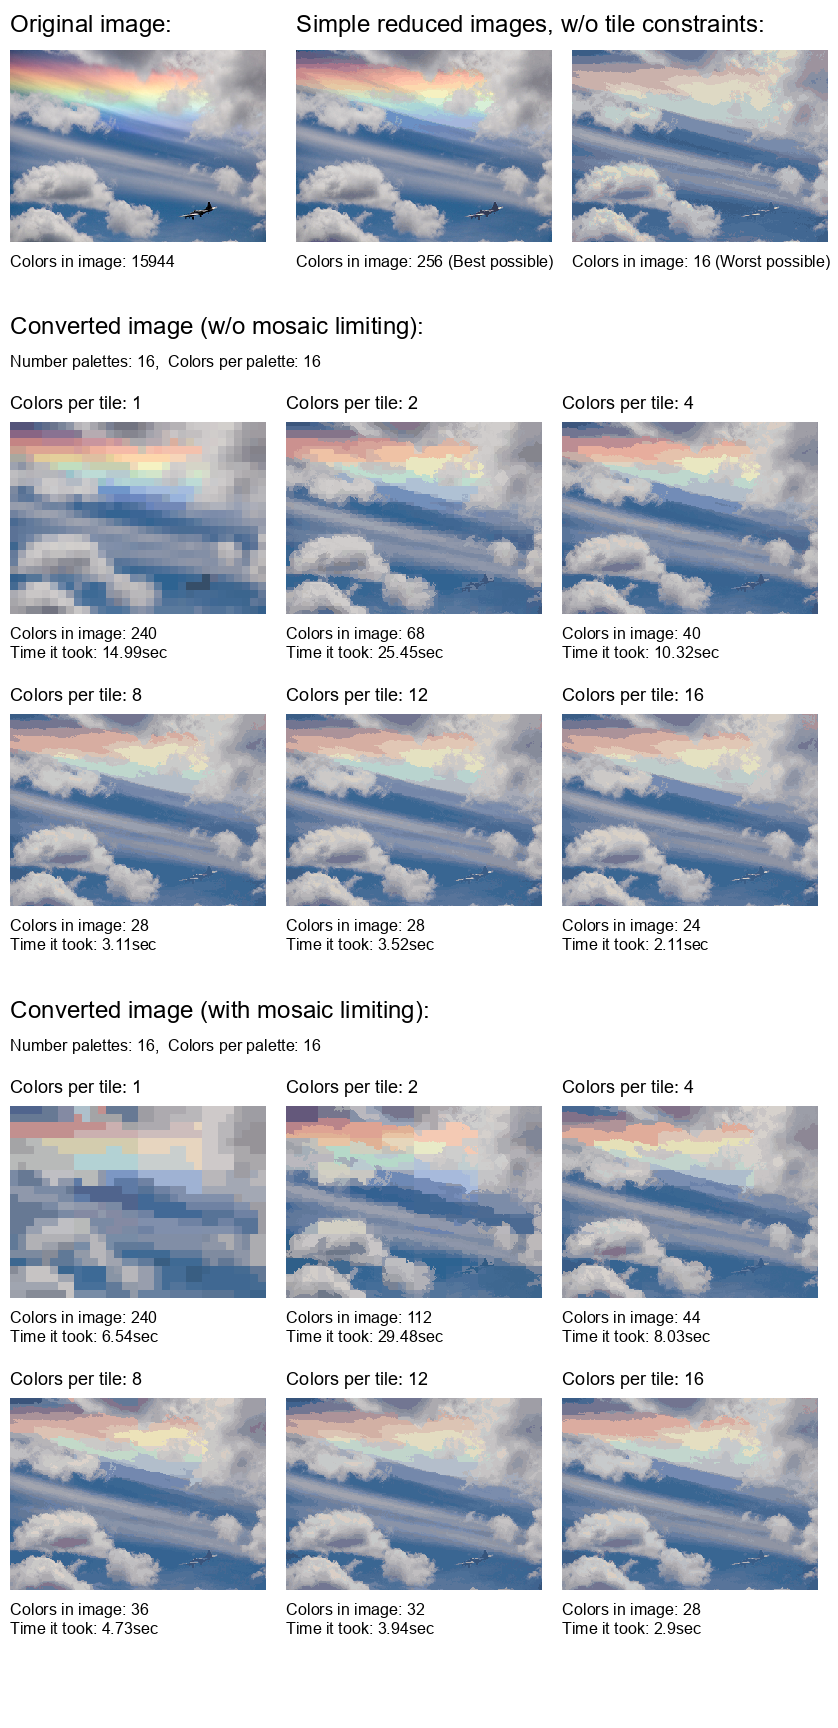 Original image:
Simple reduced images, w/o tile constraints:
Colors in image: 15944
Colors in image: 256 (Best possible)
Colors in image: 16 (Worst possible)
Converted image (w/o mosaic limiting):
Number palettes: 16,  Colors per palette: 16
Colors per tile: 1
Colors per tile: 2
Colors per tile: 4
Colors in image: 240
Time it took: 14.99sec
Colors in image: 68
Time it took: 25.45sec
Colors in image: 40
Time it took: 10.32sec
Colors per tile: 8
Colors per tile: 12
Colors per tile: 16
Colors in image: 28
Time it took: 3.11sec
Colors in image: 28
Time it took: 3.52sec
Colors in image: 24
Time it took: 2.11sec
Converted image (with mosaic limiting):
Number palettes: 16,  Colors per palette: 16
Colors per tile: 1
Colors per tile: 2
Colors per tile: 4
Colors in image: 240
Time it took: 6.54sec
Colors in image: 112
Time it took: 29.48sec
Colors in image: 44
Time it took: 8.03sec
Colors per tile: 8
Colors per tile: 12
Colors per tile: 16
Colors in image: 36
Time it took: 4.73sec
Colors in image: 32
Time it took: 3.94sec
Colors in image: 28
Time it took: 2.9sec